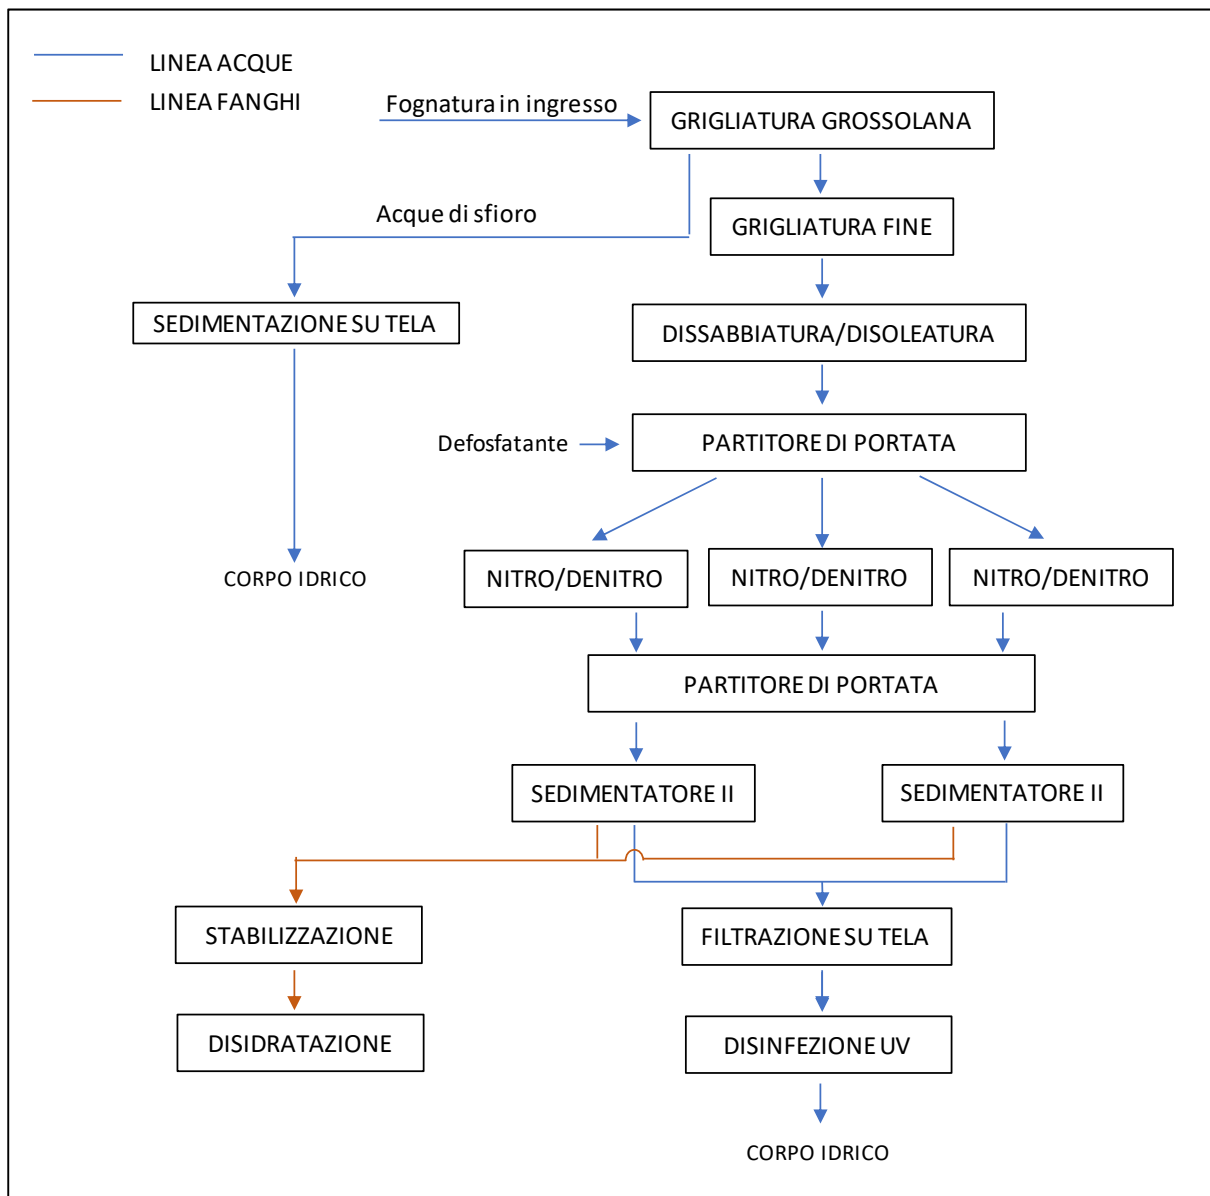 LINEA ACQUE
LINEA FANGHI
Fognatura in ingresso
GRIGLIATURA GROSSOLANA
Acque di sfioro
GRIGLIATURA FINE
SEDIMENTAZIONE SU TELA
DISSABBIATURA/DISOLEATURA
Defosfatante
PARTITORE DI PORTATA
CORPO IDRICO
NITRO/DENITRO
NITRO/DENITRO
NITRO/DENITRO
PARTITORE DI PORTATA
SEDIMENTATORE II
SEDIMENTATORE II
STABILIZZAZIONE
FILTRAZIONE SU TELA
DISIDRATAZIONE
DISINFEZIONE UV
CORPO IDRICO